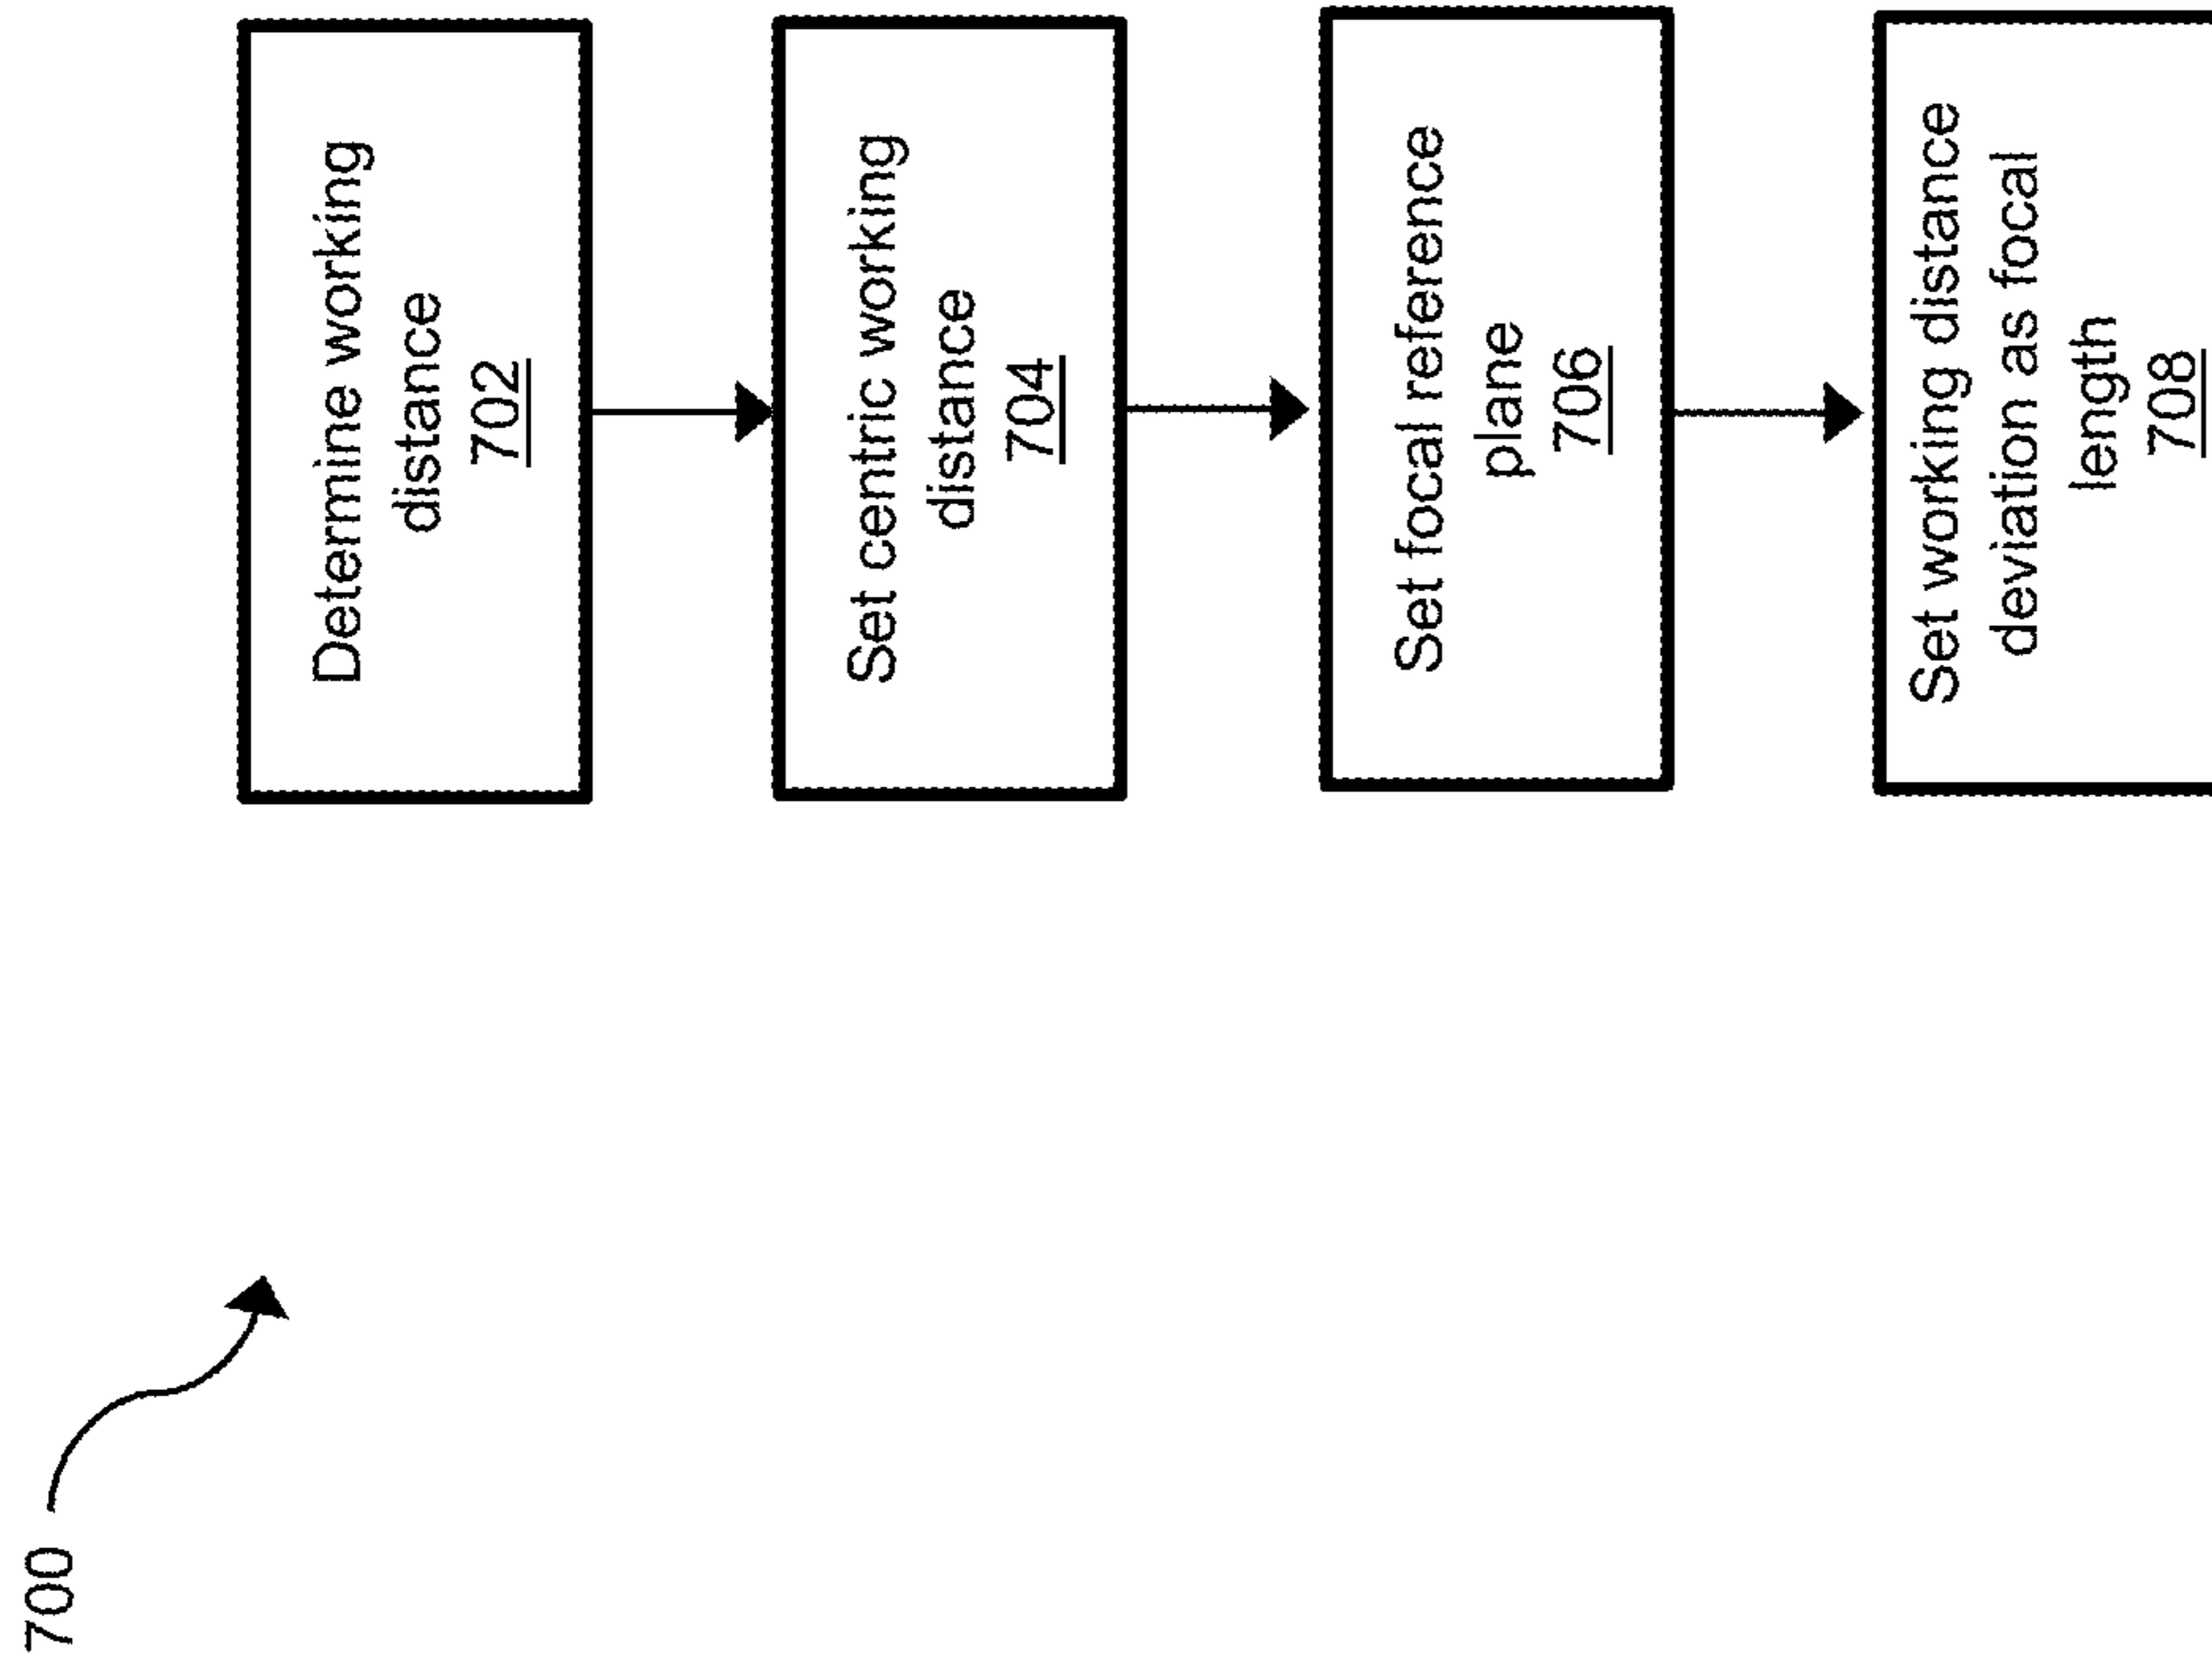 700
Determine working
distance
702
Set centric working
distance
704
Set focal reference
plane
706
Set working distance
deviation as focal
length
708